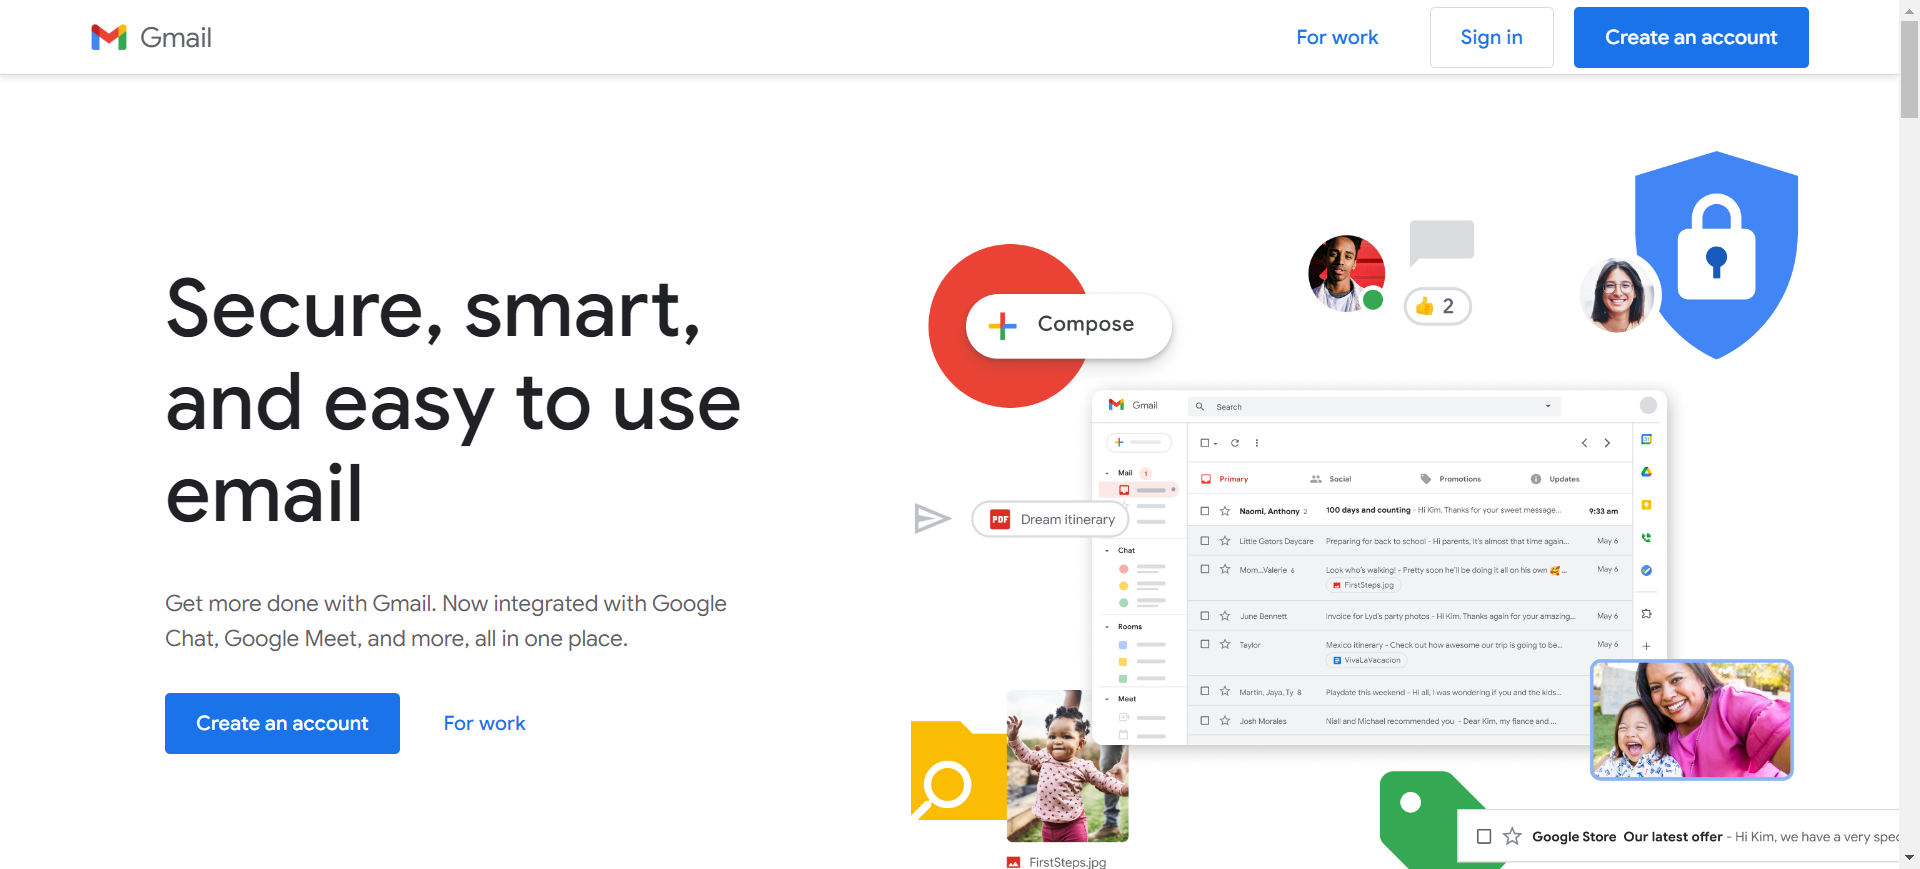 Gmail
For work
Sign in
Create an account
Secure, smart,
and easy to use
email
Get more done with Gmail. Now integrated with Google
Chat, Google Meet, and more, all in one place.
Create an account
For work
Compose
👍 2
Gmail
Search
Mail 1
Primary
Social
Promotions
Updates
Naomi, Anthony 2 100 days and counting - Hi Kim, Thanks for your sweet message... 9:33 am
PDF Dream itinerary
Little Gators Daycare Preparing for back to school - Hi parents, It's almost that time again... May 6
Chat
Mom...Valerie 6 Look who's walking! - Pretty soon he'll be doing it all on his own 🥰 ... May 6
FirstSteps.jpg
June Bennett Invoice for Lyd's party photos - Hi Kim, Thanks again for your amazing... May 6
Rooms
Taylor Mexico itinerary - Check out how awesome our trip is going to be... May 6
VivaLaVacacion
Martin, Jaya, Ty 8 Playdate this weekend - Hi all, I was wondering if you and the kids...
Meet
Josh Morales Niall and Michael recommended you - Dear Kim, my fiance and ...
Google Store Our latest offer - Hi Kim, we have a very spec
FirstSteps.jpg